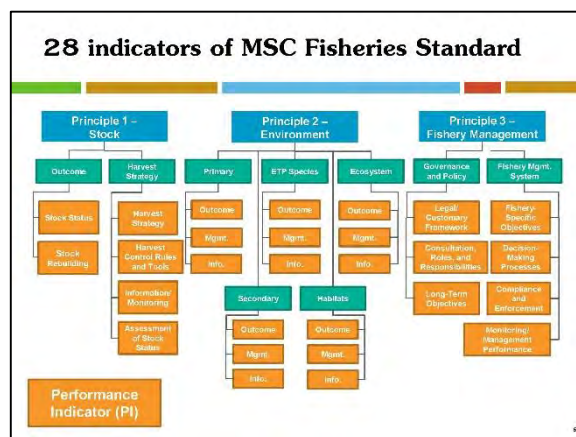 28 indicators of MSC Fisheries Standard
Principle 1 –
Stock
Principle 2 –
Environment
Principle 3 –
Fishery Management
Outcome
Harvest
Strategy
Primary
ETP Species
Ecosystem
Governance
and Policy
Fishery Mgmt.
System
Stock Status
Stock
Rebuilding
Harvest
Strategy
Harvest
Control Rules
and Tools
Information/
Monitoring
Assessment
of Stock
Status
Outcome
Mgmt.
Info.
Outcome
Mgmt.
Info.
Outcome
Mgmt.
Info.
Legal/
Customary
Framework
Consultation,
Roles, and
Responsibilities
Long-Term
Objectives
Fishery-
Specific
Objectives
Decision-
Making
Processes
Compliance
and
Enforcement
Monitoring/
Management
Performance
Secondary
Habitats
Outcome
Mgmt.
Info.
Outcome
Mgmt.
Info.
Performance
Indicator (PI)